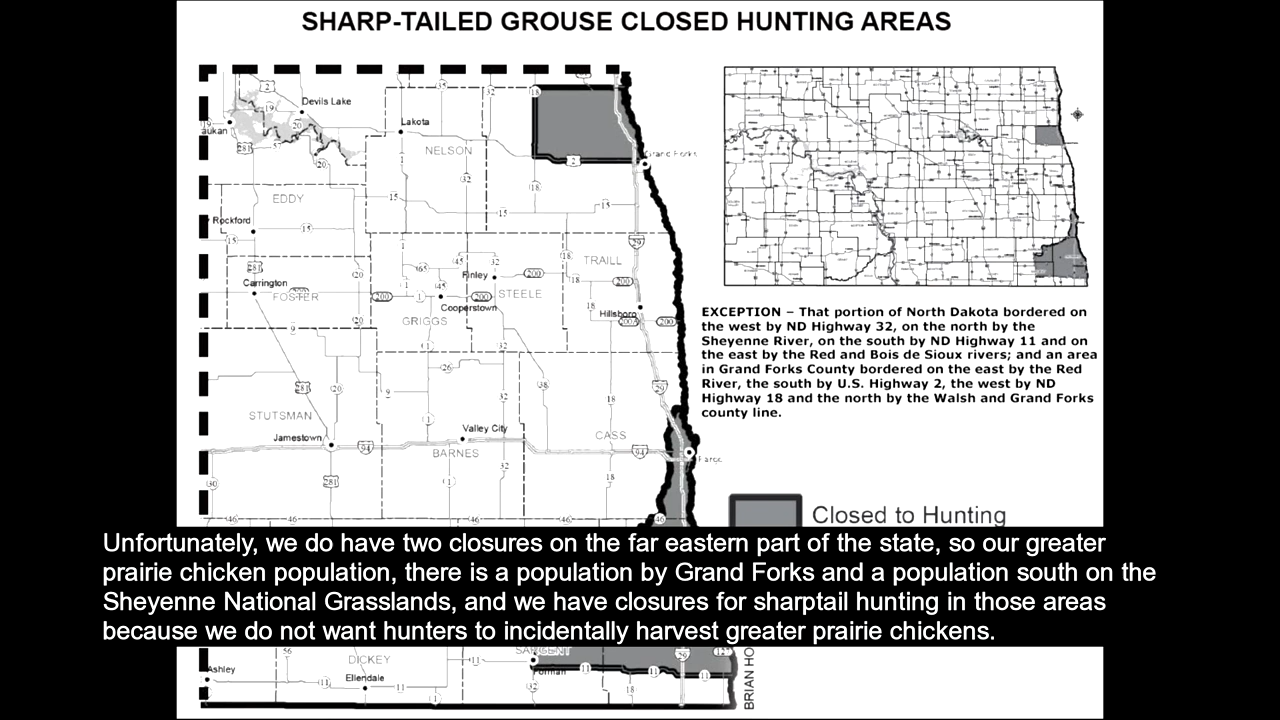 SHARP-TAILED GROUSE CLOSED HUNTING AREAS
Devils Lake
Lakota
aukan
NELSON
Grand Forks
EDDY
Rockford
TRAILL
Finley
Carrington
FOSTER
STEELE
Cooperstown
Hillsboro
GRIGGS
EXCEPTION – That portion of North Dakota bordered on
the west by ND Highway 32, on the north by the
Sheyenne River, on the south by ND Highway 11 and on
the east by the Red and Bois de Sioux rivers; and an area
in Grand Forks County bordered on the east by the Red
River, the south by U.S. Highway 2, the west by ND
Highway 18 and the north by the Walsh and Grand Forks
county line.
STUTSMAN
Jamestown
Valley City
CASS
BARNES
Fargo
Closed to Hunting
Unfortunately, we do have two closures on the far eastern part of the state, so our greater
prairie chicken population, there is a population by Grand Forks and a population south on the
Sheyenne National Grasslands, and we have closures for sharptail hunting in those areas
because we do not want hunters to incidentally harvest greater prairie chickens.
SARGENT
DICKEY
Forman
Ashley
Ellendale
BRIAN HO